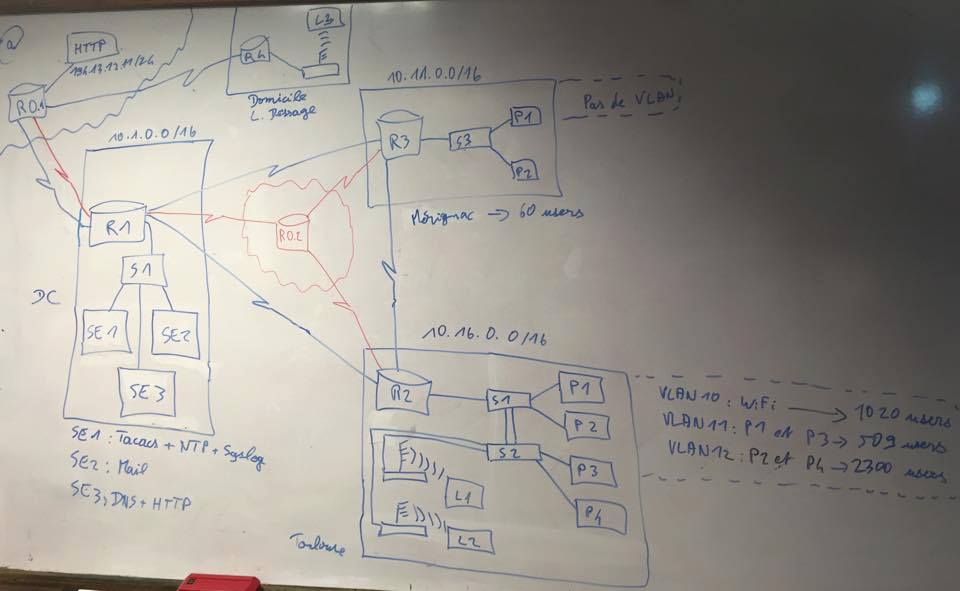 HTTP
194.13.12.11/24
R01
R4
L3
Domicile
L. Ressage
10.1.0.0/16
R1
S1
SE1
SE2
SE3
DC
SE1 : Tacacs + NTP + Syslog
SE2 : Mail
SE3 : DNS + HTTP
R02
10.11.0.0/16
R3
S3
P1
P2
Pas de VLAN
Mérignac → 60 users
10.16.0.0/16
R2
S1
S2
P1
P2
P3
P4
L1
L2
Toulouse
VLAN 10 : WiFi → 1020 users
VLAN 11 : P1 et P3 → 509 users
VLAN 12 : P2 et P4 → 2300 users